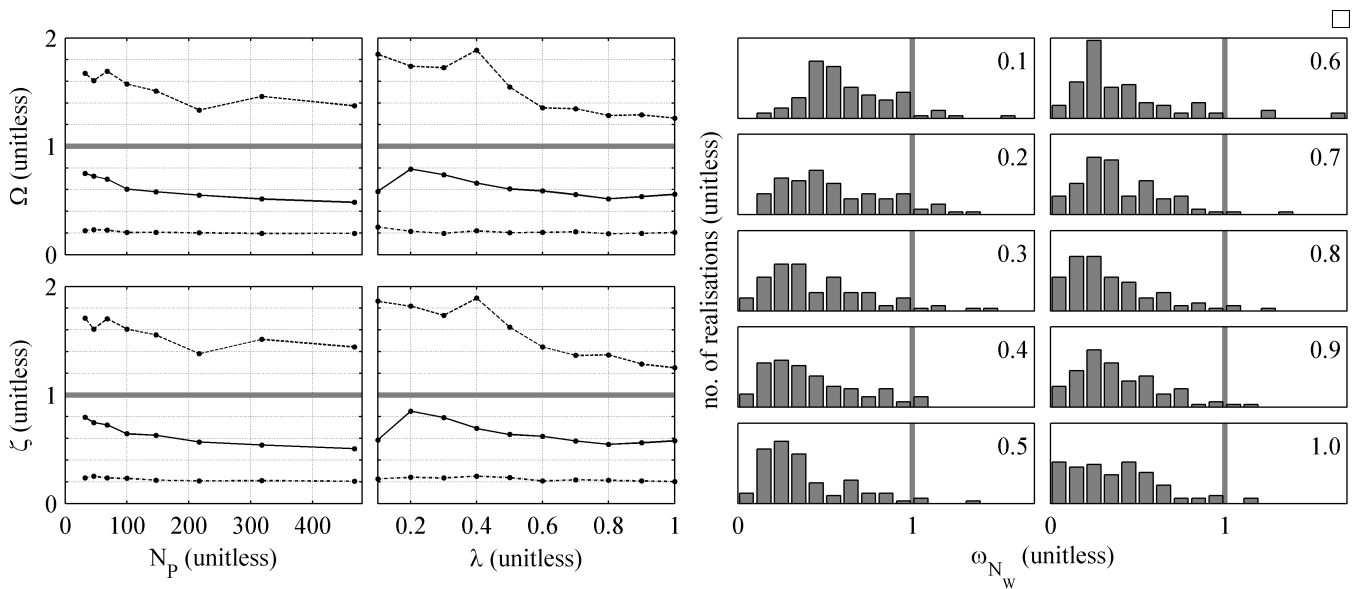 2
1
0
Ω (unitless)
2
1
0
ζ (unitless)
0 100 200 300 400
N_P (unitless)
0.2 0.4 0.6 0.8 1
λ (unitless)
no. of realisations (unitless)
0.1
0.2
0.3
0.4
0.5
0.6
0.7
0.8
0.9
1.0
0 1
0 1
ω_{N_W} (unitless)